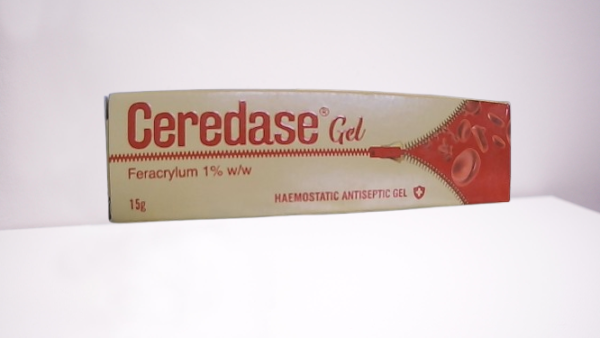 Ceredase® Gel
Feracrylum 1% w/w
15g
HAEMOSTATIC ANTISEPTIC GEL